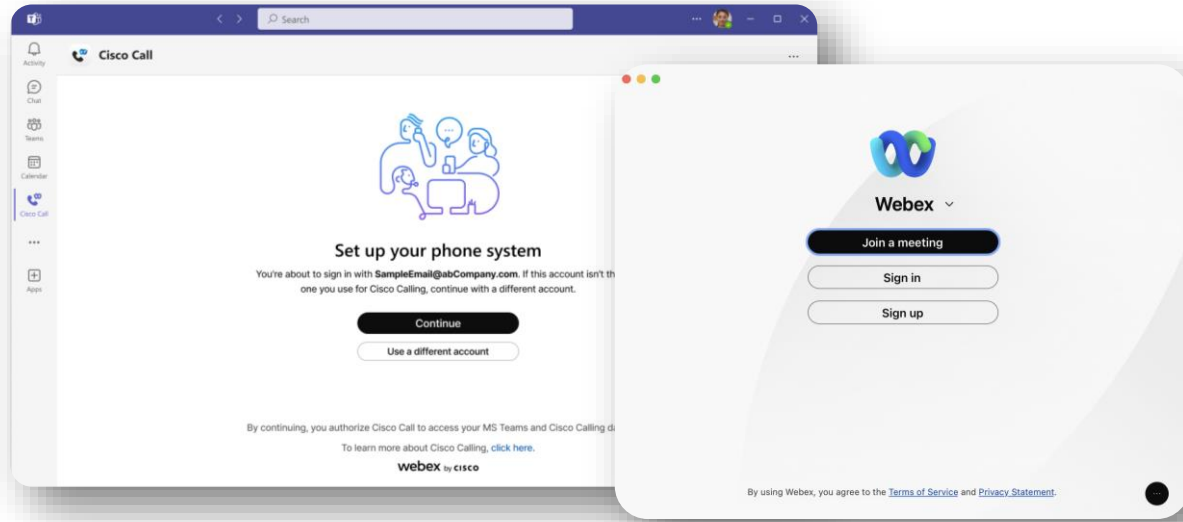 Search
Cisco Call
Activity
Chat
Teams
Calendar
Cisco Call
Apps
Set up your phone system
You're about to sign in with SampleEmail@abCompany.com. If this account isn't th
one you use for Cisco Calling, continue with a different account.
Continue
Use a different account
By continuing, you authorize Cisco Call to access your MS Teams and Cisco Calling da
To learn more about Cisco Calling, click here.
webex by CISCO
Webex
Join a meeting
Sign in
Sign up
By using Webex, you agree to the Terms of Service and Privacy Statement.